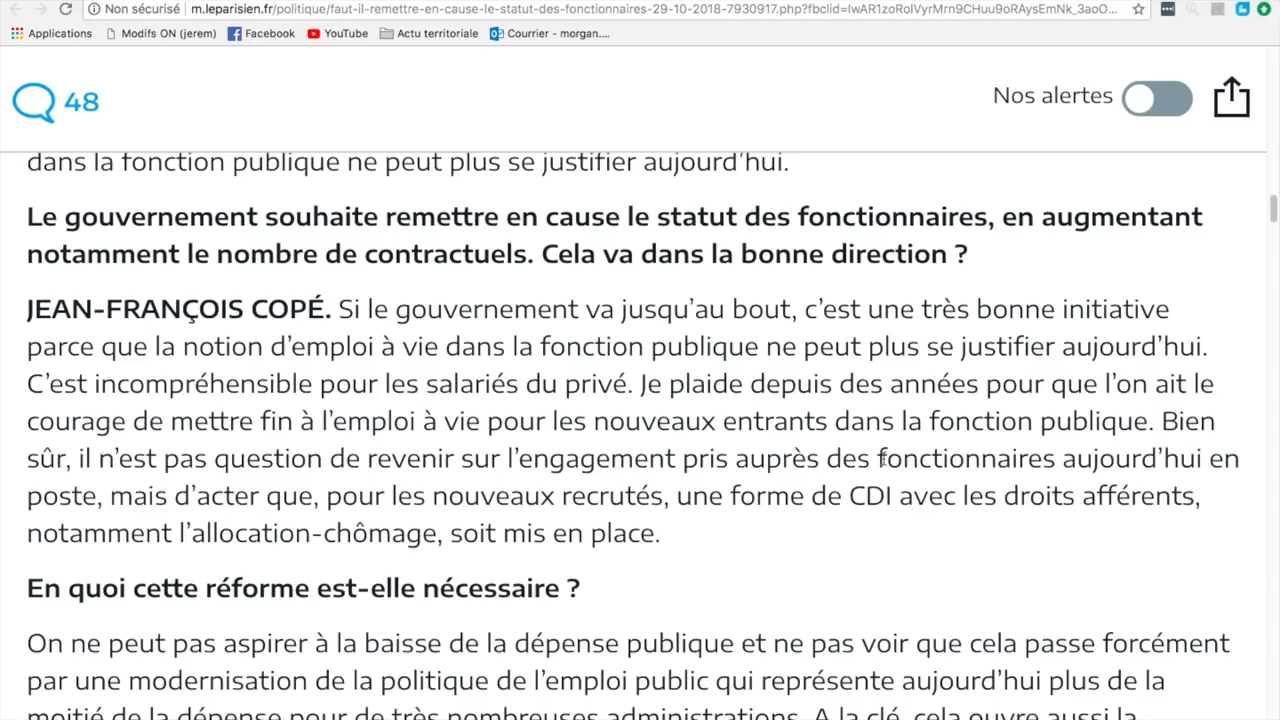 Non sécurisé | m.leparisien.fr/politique/faut-il-remettre-en-cause-le-statut-des-fonctionnaires-29-10-2018-7930917.php?fbclid=IwAR1zoRoIVyrMrn9CHuu9oRAysEmNk_3aoO...
Applications Modifs ON (jerem) Facebook YouTube Actu territoriale Courrier - morgan....
48 Nos alertes
dans la fonction publique ne peut plus se justifier aujourd’hui.
Le gouvernement souhaite remettre en cause le statut des fonctionnaires, en augmentant
notamment le nombre de contractuels. Cela va dans la bonne direction ?
JEAN-FRANÇOIS COPÉ. Si le gouvernement va jusqu’au bout, c’est une très bonne initiative
parce que la notion d’emploi à vie dans la fonction publique ne peut plus se justifier aujourd’hui.
C’est incompréhensible pour les salariés du privé. Je plaide depuis des années pour que l’on ait le
courage de mettre fin à l’emploi à vie pour les nouveaux entrants dans la fonction publique. Bien
sûr, il n’est pas question de revenir sur l’engagement pris auprès des fonctionnaires aujourd’hui en
poste, mais d’acter que, pour les nouveaux recrutés, une forme de CDI avec les droits afférents,
notamment l’allocation-chômage, soit mis en place.
En quoi cette réforme est-elle nécessaire ?
On ne peut pas aspirer à la baisse de la dépense publique et ne pas voir que cela passe forcément
par une modernisation de la politique de l’emploi public qui représente aujourd’hui plus de la
moitié de la dépense pour de très nombreuses administrations. A la clé, cela ouvre aussi la